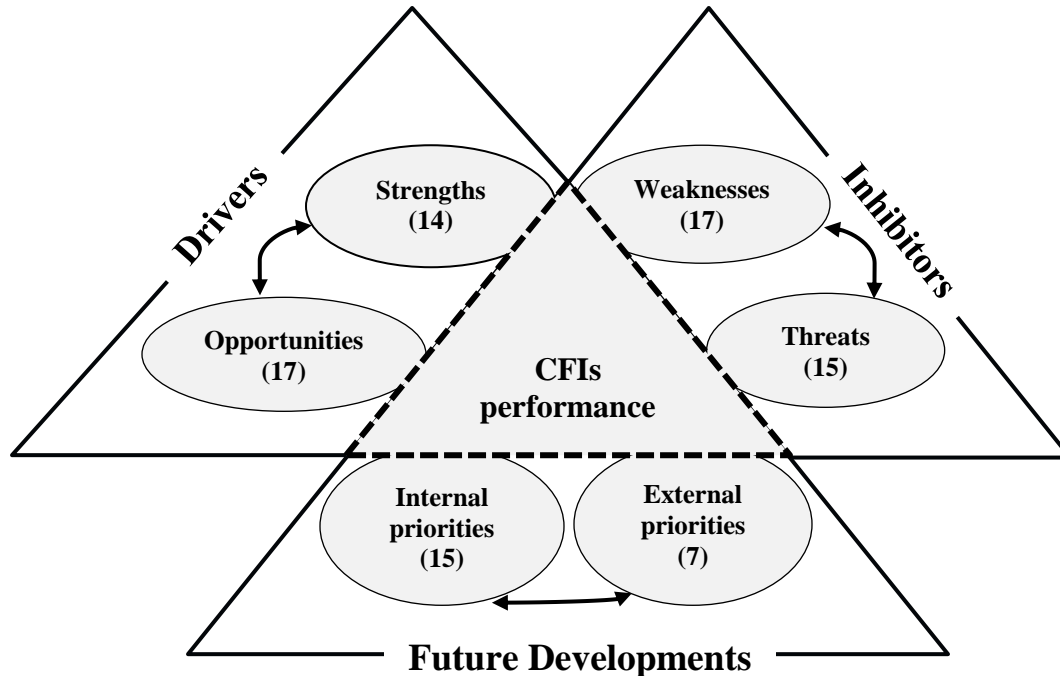 Drivers
Strengths
(14)
Opportunities
(17)
Weaknesses
(17)
Inhibitors
Threats
(15)
CFIs
performance
Internal
priorities
(15)
External
priorities
(7)
Future Developments